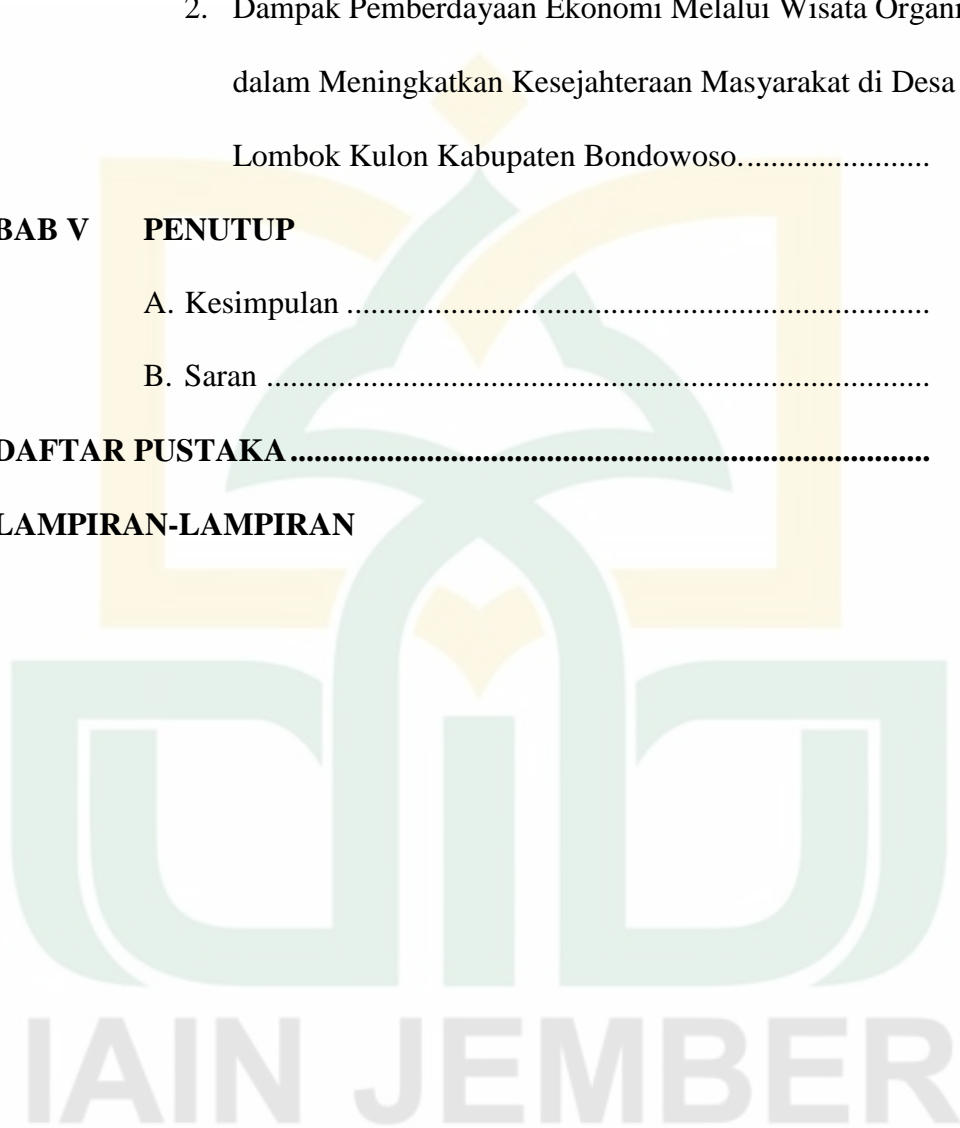 2. Dampak Pemberdayaan Ekonomi Melalui Wisata
dalam Meningkatkan Kesejahteraan Masyarakat di Desa
Lombok Kulon Kabupaten Bondowoso.......................
BAB V PENUTUP
A. Kesimpulan .........................................................................
B. Saran ...................................................................................
DAFTAR PUSTAKA................................................................................
LAMPIRAN-LAMPIRAN
IAIN JEMBER